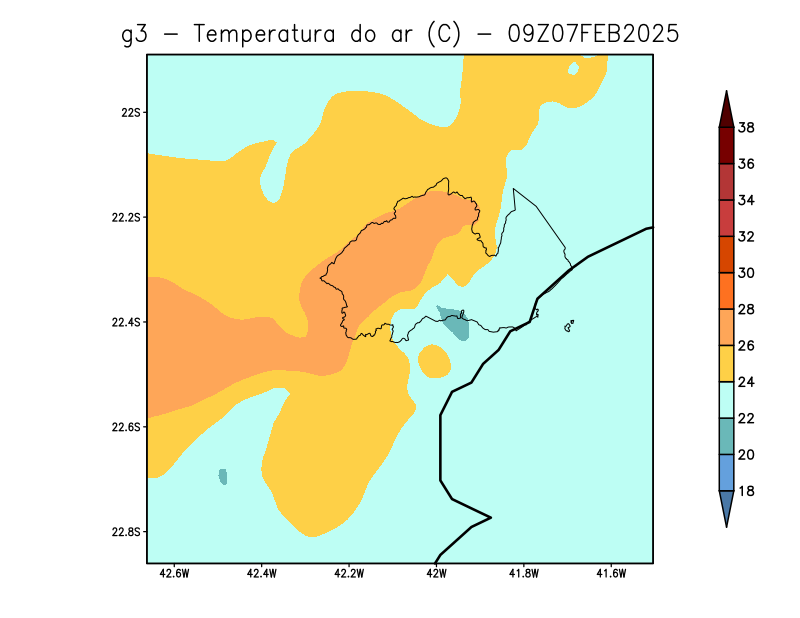 g3 - Temperatura do ar (C) - 09Z07FEB2025
22S
22.2S
22.4S
22.6S
22.8S
42.6W
42.4W
42.2W
42W
41.8W
41.6W
38
36
34
32
30
28
26
24
22
20
18